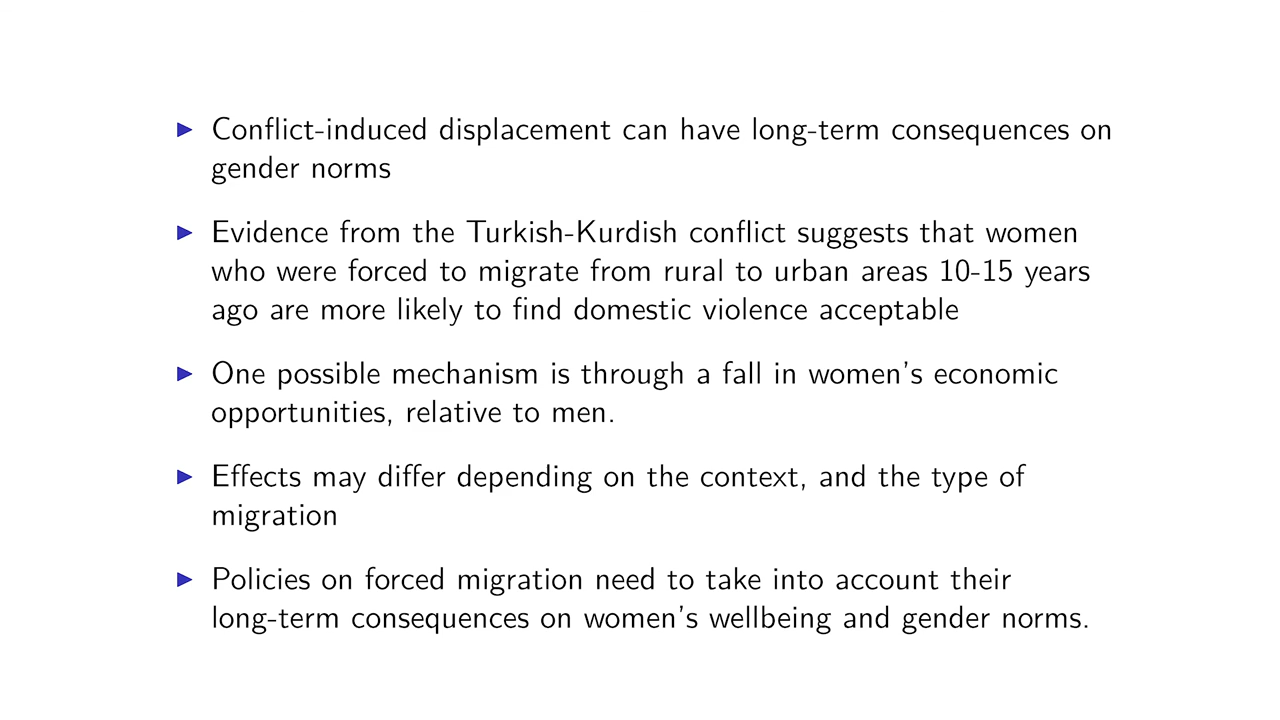 ▶ Conflict-induced displacement can have long-term consequences on
gender norms
▶ Evidence from the Turkish-Kurdish conflict suggests that women
who were forced to migrate from rural to urban areas 10-15 years
ago are more likely to find domestic violence acceptable
▶ One possible mechanism is through a fall in women's economic
opportunities, relative to men.
▶ Effects may differ depending on the context, and the type of
migration
▶ Policies on forced migration need to take into account their
long-term consequences on women's wellbeing and gender norms.